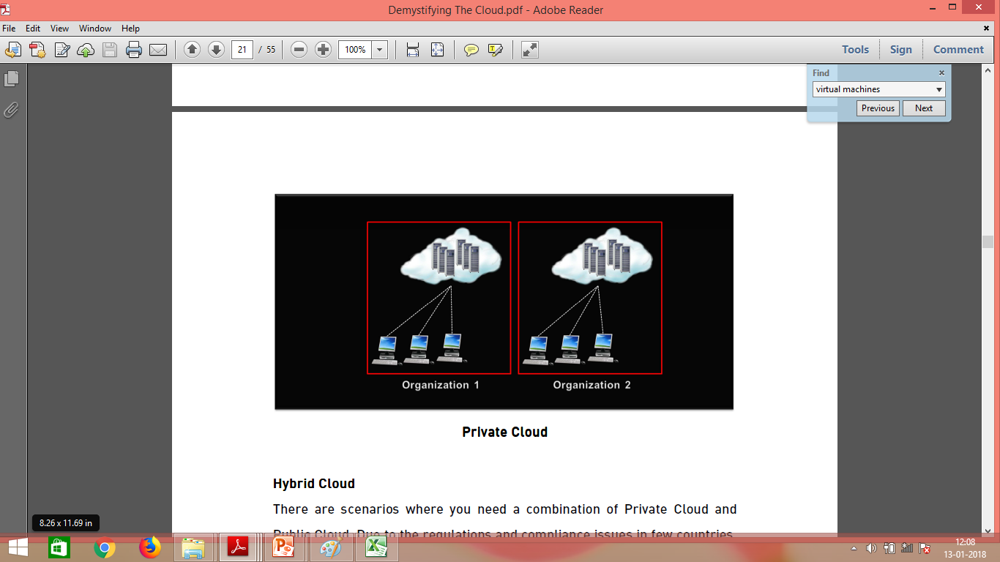 Demystifying The Cloud.pdf - Adobe Reader
File Edit View Window Help
21 / 55 100% Tools Sign Comment
Find
virtual machines
Previous Next
Organization 1 Organization 2
Private Cloud
Hybrid Cloud
There are scenarios where you need a combination of Private Cloud and
Public Cloud. Due to the regulations and compliance issues in few countries
8.26 x 11.69 in
12:08
13-01-2018